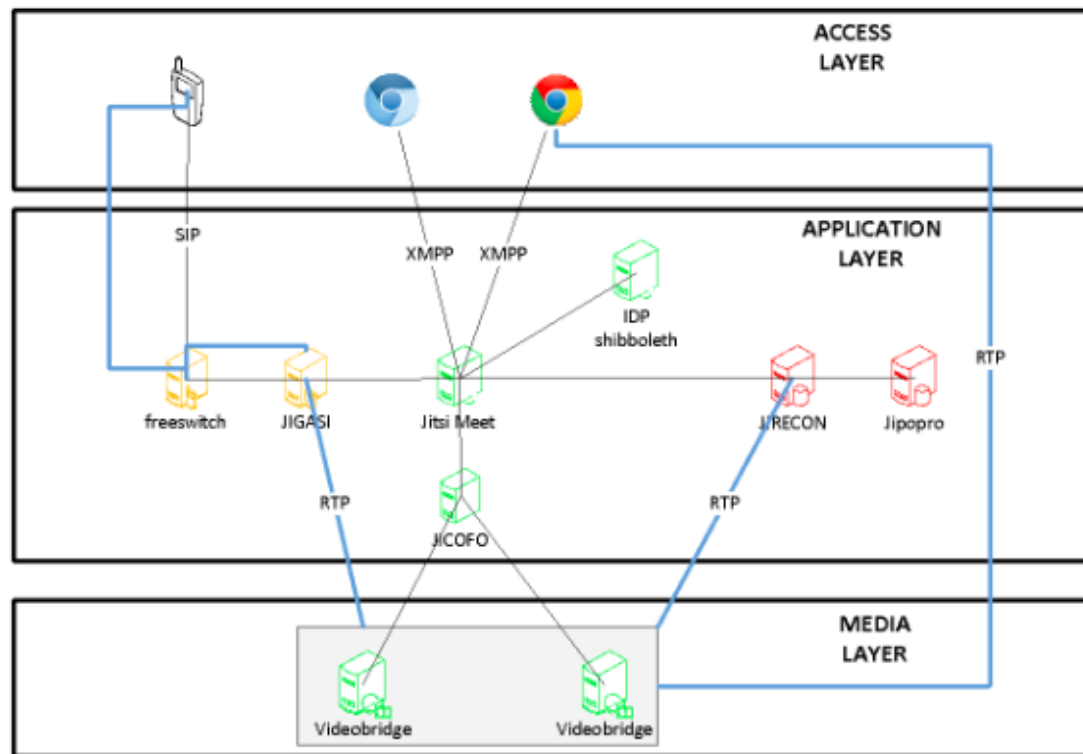 ACCESS
LAYER
APPLICATION
LAYER
SIP
XMPP
XMPP
IDP
shibboleth
RTP
freeswitch
JIGASI
Jitsi Meet
JIRECON
Jipopro
RTP
RTP
JICOFO
MEDIA
LAYER
Videobridge
Videobridge